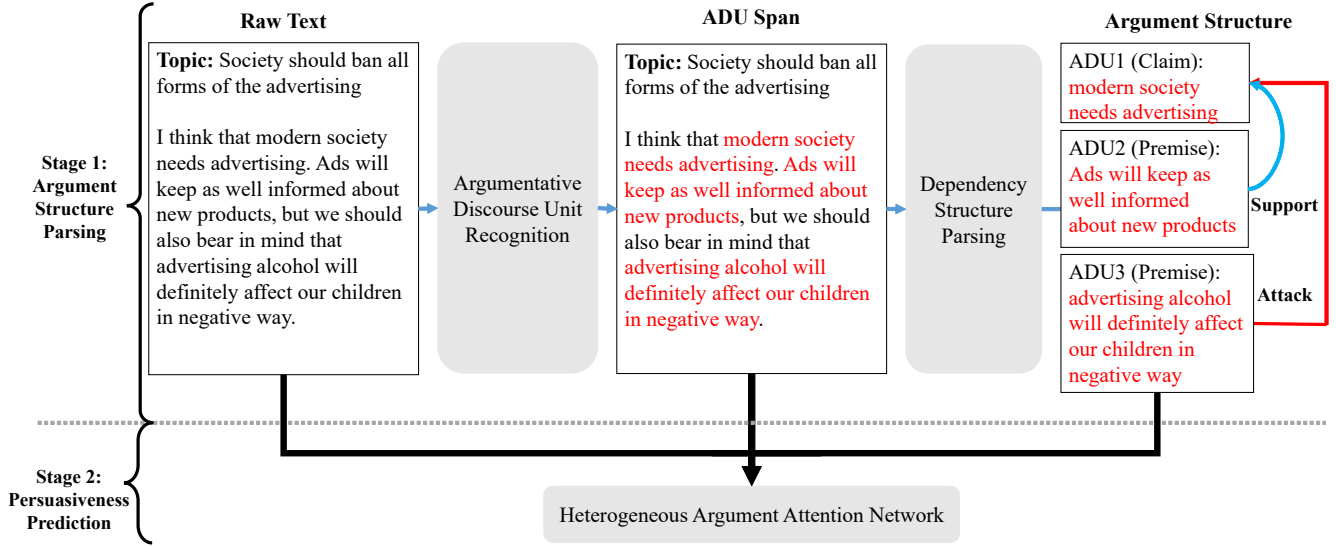 Raw Text
ADU Span
Argument Structure
Stage 1:
Argument
Structure
Parsing
Topic: Society should ban all
forms of the advertising
I think that modern society
needs advertising. Ads will
keep as well informed about
new products, but we should
also bear in mind that
advertising alcohol will
definitely affect our children
in negative way.
Argumentative
Discourse Unit
Recognition
Topic: Society should ban all
forms of the advertising
I think that modern society
needs advertising. Ads will
keep as well informed about
new products, but we should
also bear in mind that
advertising alcohol will
definitely affect our children
in negative way.
Dependency
Structure
Parsing
ADU1 (Claim):
modern society
needs advertising
ADU2 (Premise):
Ads will keep as
well informed
about new products
Support
ADU3 (Premise):
advertising alcohol
will definitely affect
our children in
negative way
Attack
Stage 2:
Persuasiveness
Prediction
Heterogeneous Argument Attention Network